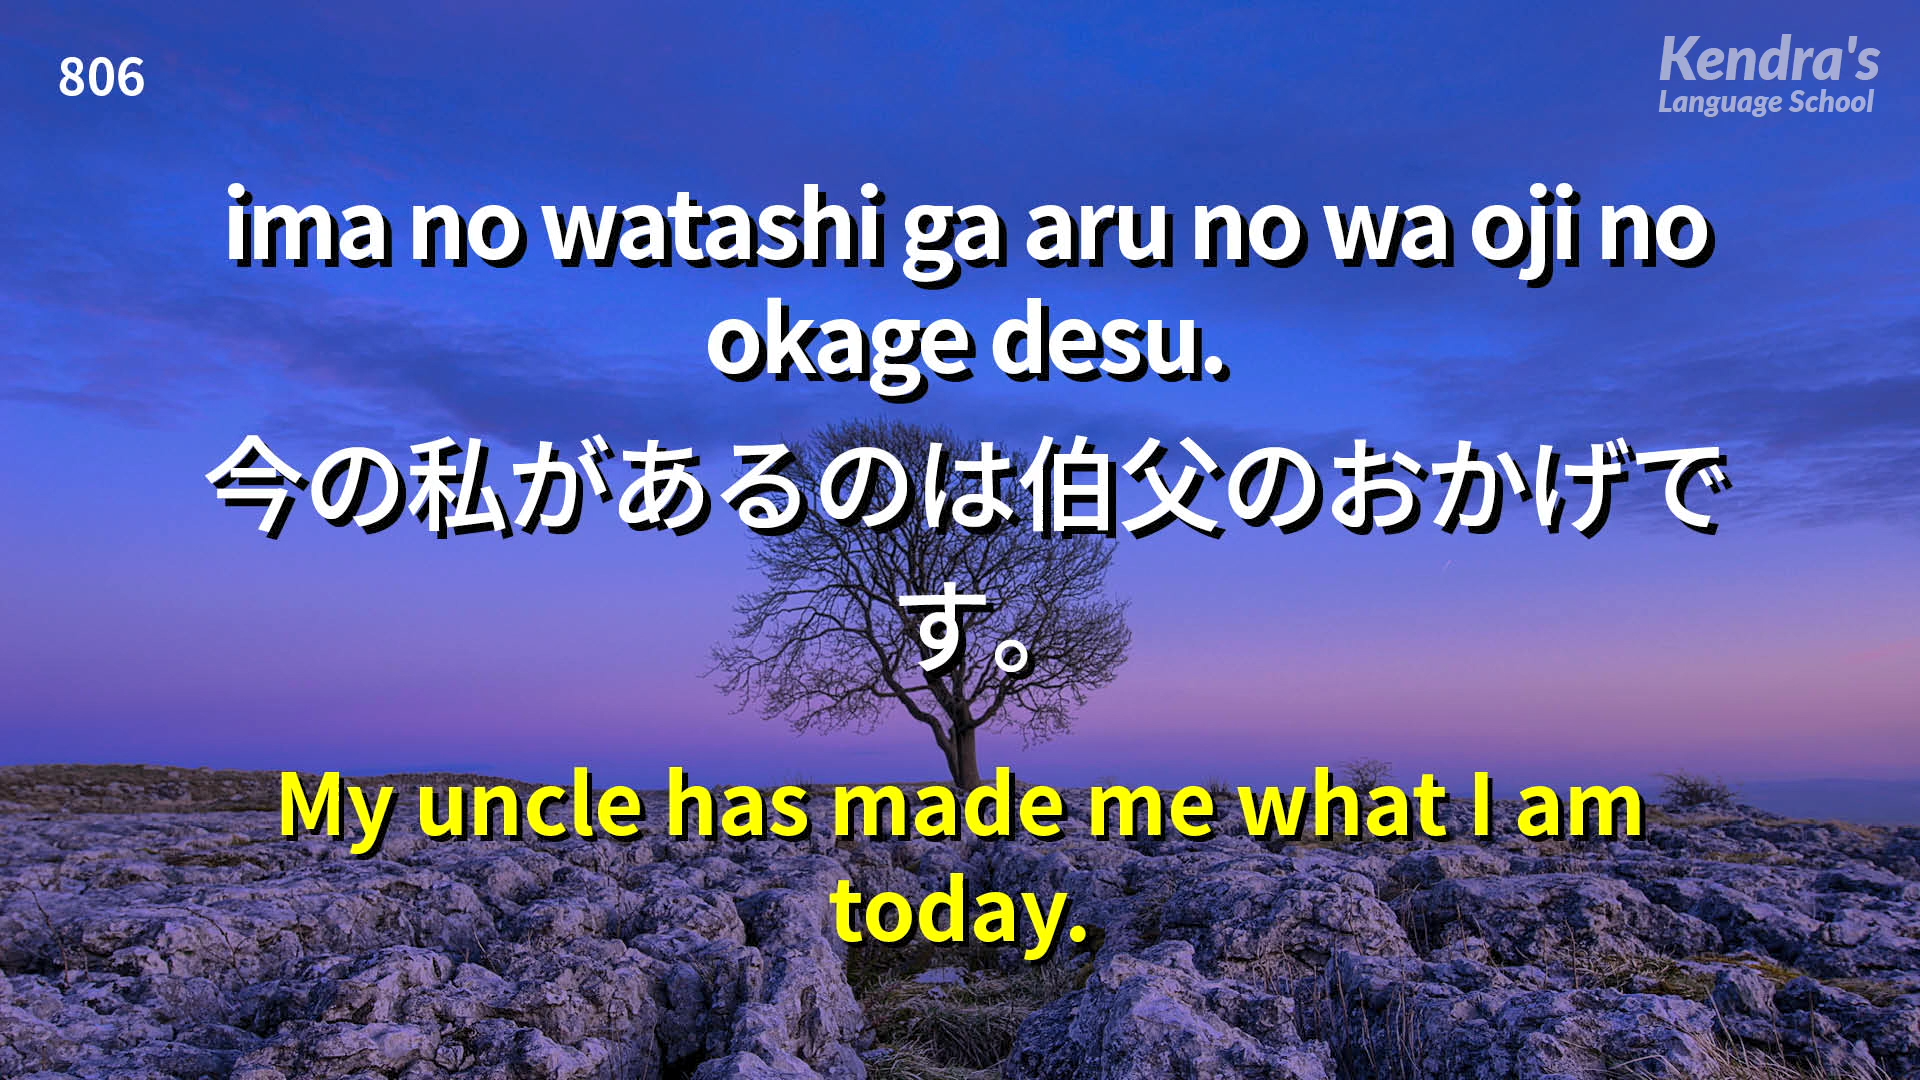 806
Kendra's
Language School
ima no watashi ga aru no wa oji no
okage desu.
今の私があるのは伯父のおかげで
す。
My uncle has made me what I am
today.